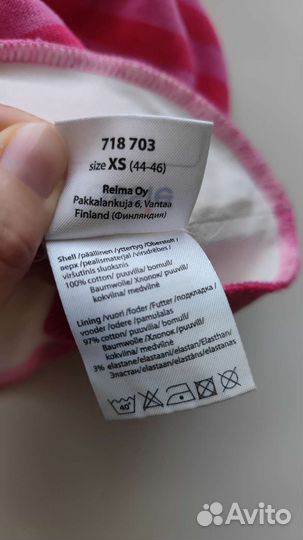 718 703
size XS (44-46)
Reima Oy
Pakkalankuja 6, Vantaa
Finland (Финляндия)
Shell/päällinen/yttertyg/Oberstoff/
верх/pealismaterjal/virsdrēbes/
viršutinis sluoksnis
100% cotton/puuvilla/bomull/
Baumwolle/Хлопок/puuvill/
kokvilna/medvilnė
Lining/vuori/foder/Futter/подкладка/
vooder/odere/pamušalas
97% cotton/puuvilla/bomull/
Baumwolle/Хлопок/puuvill/
kokvilna/medvilnė
3% elastane/elastaani/elastan/Elasthan/
Эластан/elastaan/elastāns/elastanas
40°
Avito